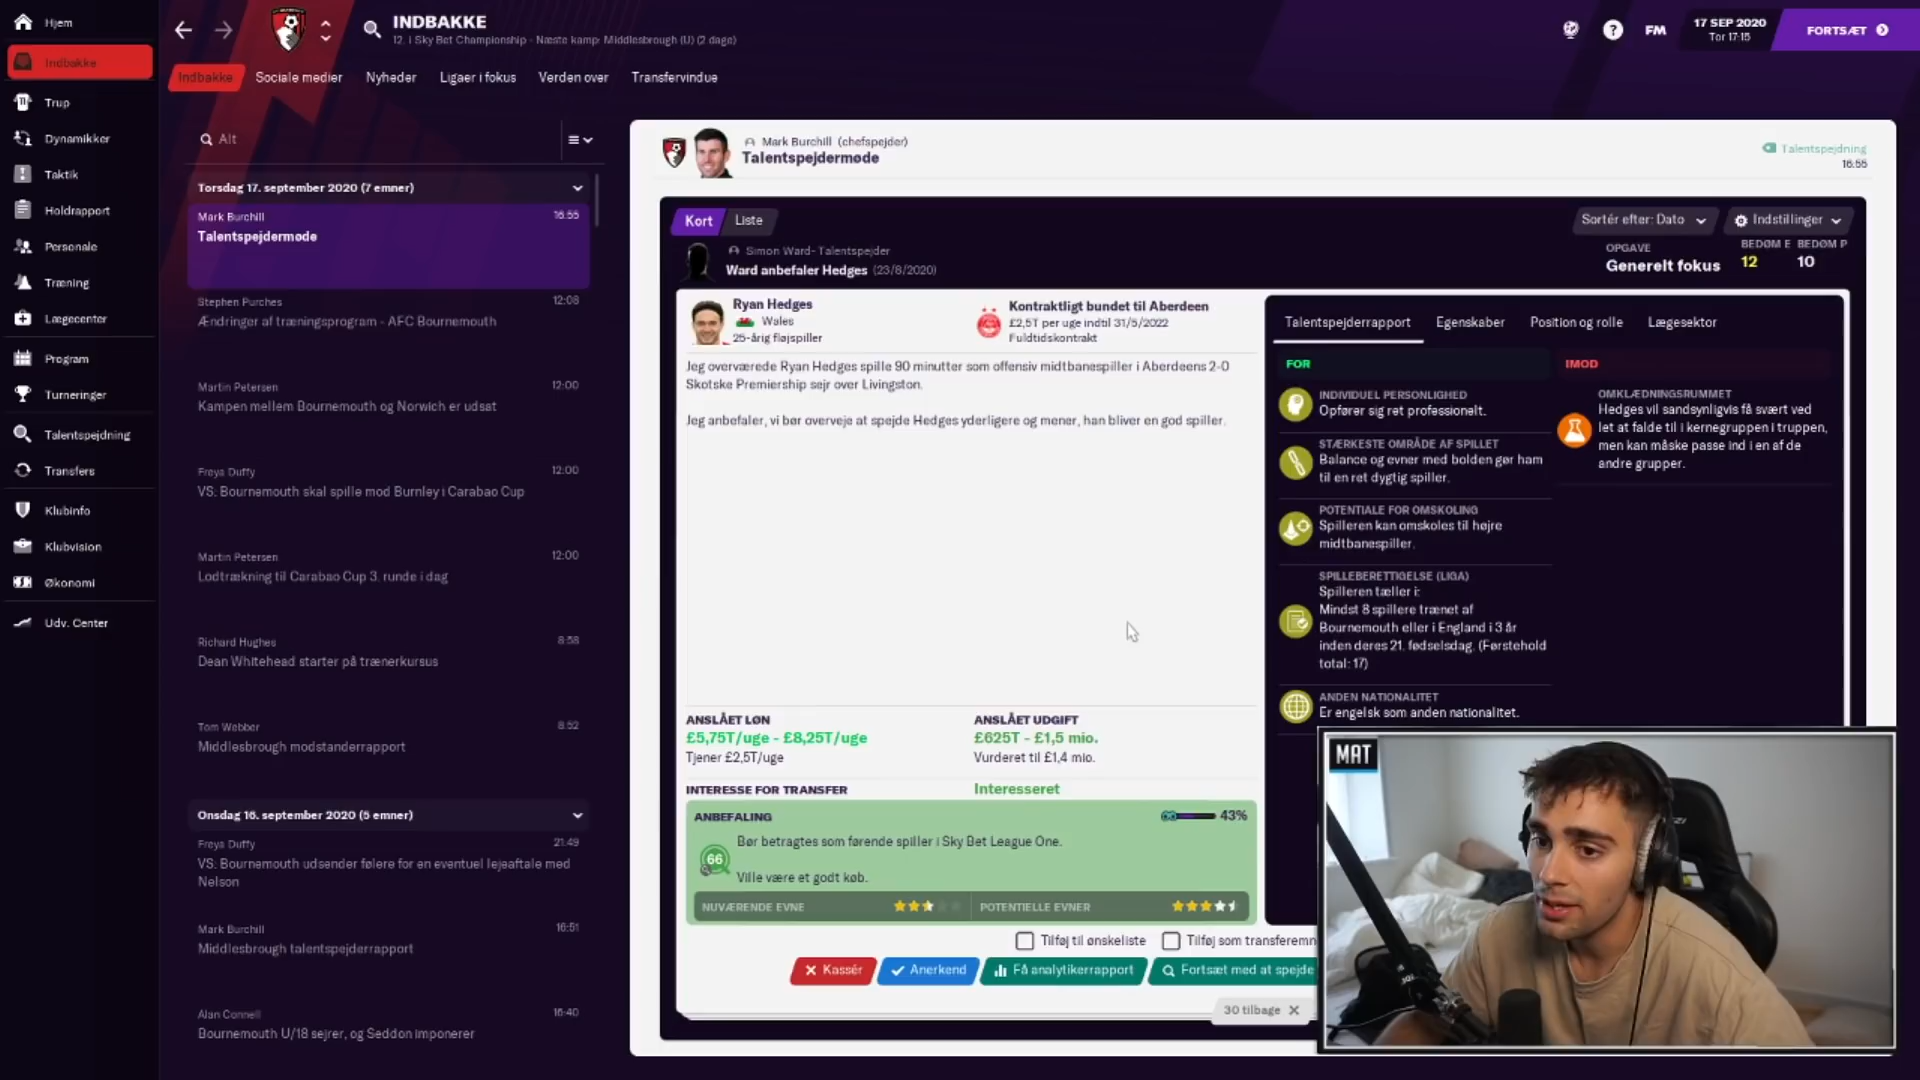 Hjem
Indbakke
Trup
Dynamikker
Taktik
Holdrapport
Personale
Træning
Lægecenter
Program
Turneringer
Talentspejdning
Transfers
Klubinfo
Klubvision
Økonomi
Udv. Center
INDBAKKE
12. i Sky Bet Championship - Næste kamp: Middlesbrough (U) (2 dage)
FM
17 SEP 2020
Tor 17:15
FORTSÆT
Indbakke
Sociale medier
Nyheder
Ligaer i fokus
Verden over
Transfervindue
Alt
Torsdag 17. september 2020 (7 emner)
Mark Burchill 16:55
Talentspejdermøde
Stephen Purches 12:08
Ændringer af træningsprogram - AFC Bournemouth
Martin Petersen 12:00
Kampen mellem Bournemouth og Norwich er udsat
Freya Duffy 12:00
VS. Bournemouth skal spille mod Burnley i Carabao Cup
Martin Petersen 12:00
Lodtrækning til Carabao Cup 3. runde i dag
Richard Hughes 8:58
Dean Whitehead starter på trænerkursus
Tom Webber 8:52
Middlesbrough modstanderrapport
Onsdag 16. september 2020 (5 emner)
Freya Duffy 21:49
VS. Bournemouth udsender følere for en eventuel lejeaftale med
Nelson
Mark Burchill 16:51
Middlesbrough talentspejderrapport
Alan Connell 16:40
Bournemouth U/18 sejrer, og Seddon imponerer
Mark Burchill (chefspejder)
Talentspejdermøde
Talentspejdning
16:55
Kort
Liste
Sortér efter: Dato
Indstillinger
Simon Ward- Talentspejder
Ward anbefaler Hedges (23/8/2020)
OPGAVE
Generelt fokus
BEDØM E
12
BEDØM P
10
Ryan Hedges
Wales
25-årig fløjspiller
Kontraktligt bundet til Aberdeen
£2,5T per uge indtil 31/5/2022
Fuldtidskontrakt
Jeg overværede Ryan Hedges spille 90 minutter som offensiv midtbanespiller i Aberdeens 2-0
Skotske Premiership sejr over Livingston.
Jeg anbefaler, vi bør overveje at spejde Hedges yderligere og mener, han bliver en god spiller.
ANSLÅET LØN
£5,75T/uge - £8,25T/uge
Tjener £2,5T/uge
ANSLÅET UDGIFT
£625T - £1,5 mio.
Vurderet til £1,4 mio.
INTERESSE FOR TRANSFER
Interesseret
ANBEFALING
43%
66
Bør betragtes som førende spiller i Sky Bet League One.
Ville være et godt køb.
NUVÆRENDE EVNE
POTENTIELLE EVNER
Tilføj til ønskeliste
Tilføj som transferemn
Kassér
Anerkend
Få analytikerrapport
Fortsæt med at spejde
30 tilbage
Talentspejderrapport
Egenskaber
Position og rolle
Lægesektor
FOR
INDIVIDUEL PERSONLIGHED
Opfører sig ret professionelt.
STÆRKESTE OMRÅDE AF SPILLET
Balance og evner med bolden gør ham
til en ret dygtig spiller.
POTENTIALE FOR OMSKOLING
Spilleren kan omskoles til højre
midtbanespiller.
SPILLEBERETTIGELSE (LIGA)
Spilleren tæller i:
Mindst 8 spillere trænet af
Bournemouth eller i England i 3 år
inden deres 21. fødselsdag. (Førstehold
total: 17)
ANDEN NATIONALITET
Er engelsk som anden nationalitet.
IMOD
OMKLÆDNINGSRUMMET
Hedges vil sandsynligvis få svært ved
let at falde til i kernegruppen i truppen,
men kan måske passe ind i en af de
andre grupper.
MAT